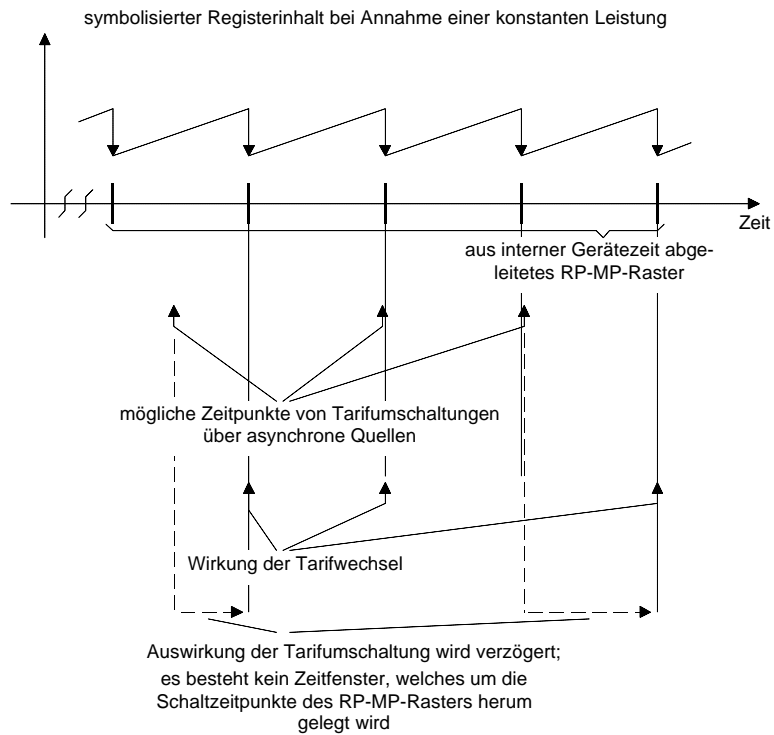 symbolisierter Registerinhalt bei Annahme einer konstanten Leistung
Zeit
aus interner Gerätezeit abge-
leitetes RP-MP-Raster
mögliche Zeitpunkte von Tarifumschaltungen
über asynchrone Quellen
Wirkung der Tarifwechsel
Auswirkung der Tarifumschaltung wird verzögert;
es besteht kein Zeitfenster, welches um die
Schaltzeitpunkte des RP-MP-Rasters herum
gelegt wird